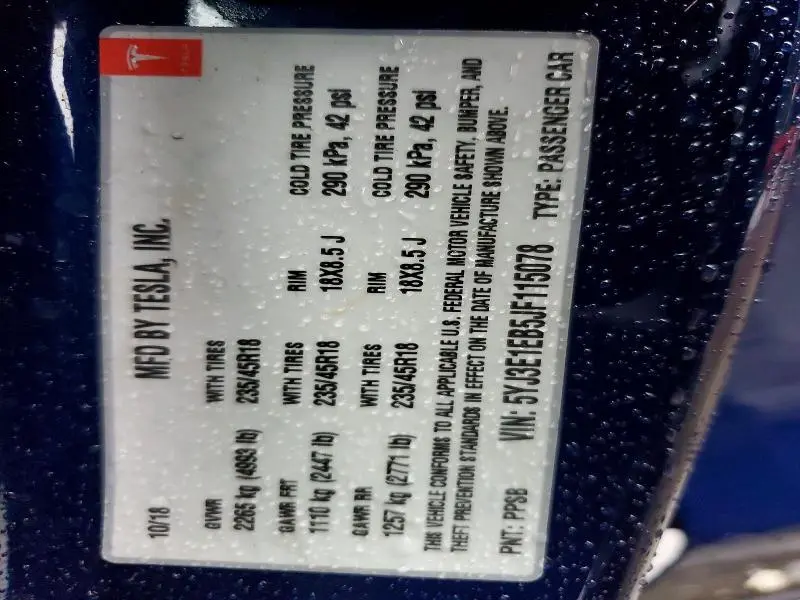 TESLA
10/18 MFD BY TESLA, INC.
GVWR WITH TIRES
2265 kg (4993 lb) 235/45R18
GAWR FRT WITH TIRES RIM COLD TIRE PRESSURE
1110 kg (2447 lb) 235/45R18 18X8.5 J 290 kPa, 42 psi
GAWR RR WITH TIRES RIM COLD TIRE PRESSURE
1257 kg (2771 lb) 235/45R18 18X8.5 J 290 kPa, 42 psi
THIS VEHICLE CONFORMS TO ALL APPLICABLE U.S. FEDERAL MOTOR VEHICLE SAFETY, BUMPER, AND
THEFT PREVENTION STANDARDS IN EFFECT ON THE DATE OF MANUFACTURE SHOWN ABOVE.
PNT: PPSB VIN: 5YJ3E1EB5JF115078 TYPE: PASSENGER CAR